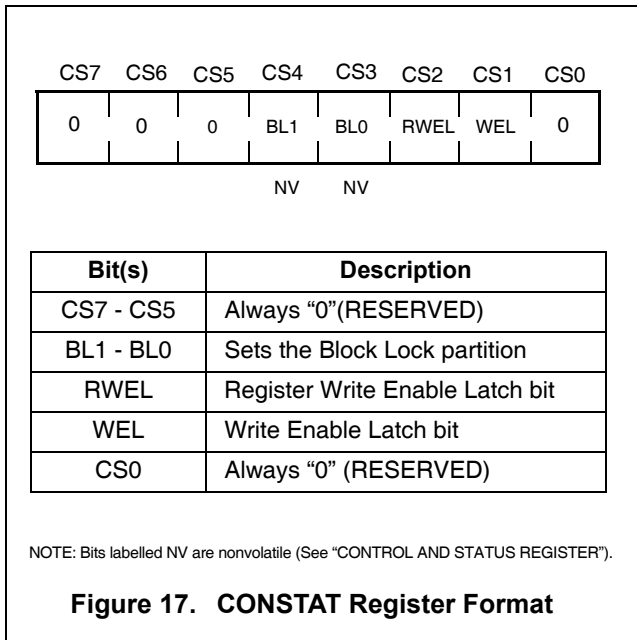 CS7 CS6 CS5 CS4 CS3 CS2 CS1 CS0
0 0 0 BL1 BL0 RWEL WEL 0
NV NV
Bit(s) Description
CS7 - CS5 Always “0”(RESERVED)
BL1 - BL0 Sets the Block Lock partition
RWEL Register Write Enable Latch bit
WEL Write Enable Latch bit
CS0 Always “0” (RESERVED)
NOTE: Bits labelled NV are nonvolatile (See “CONTROL AND STATUS REGISTER”).
Figure 17. CONSTAT Register Format